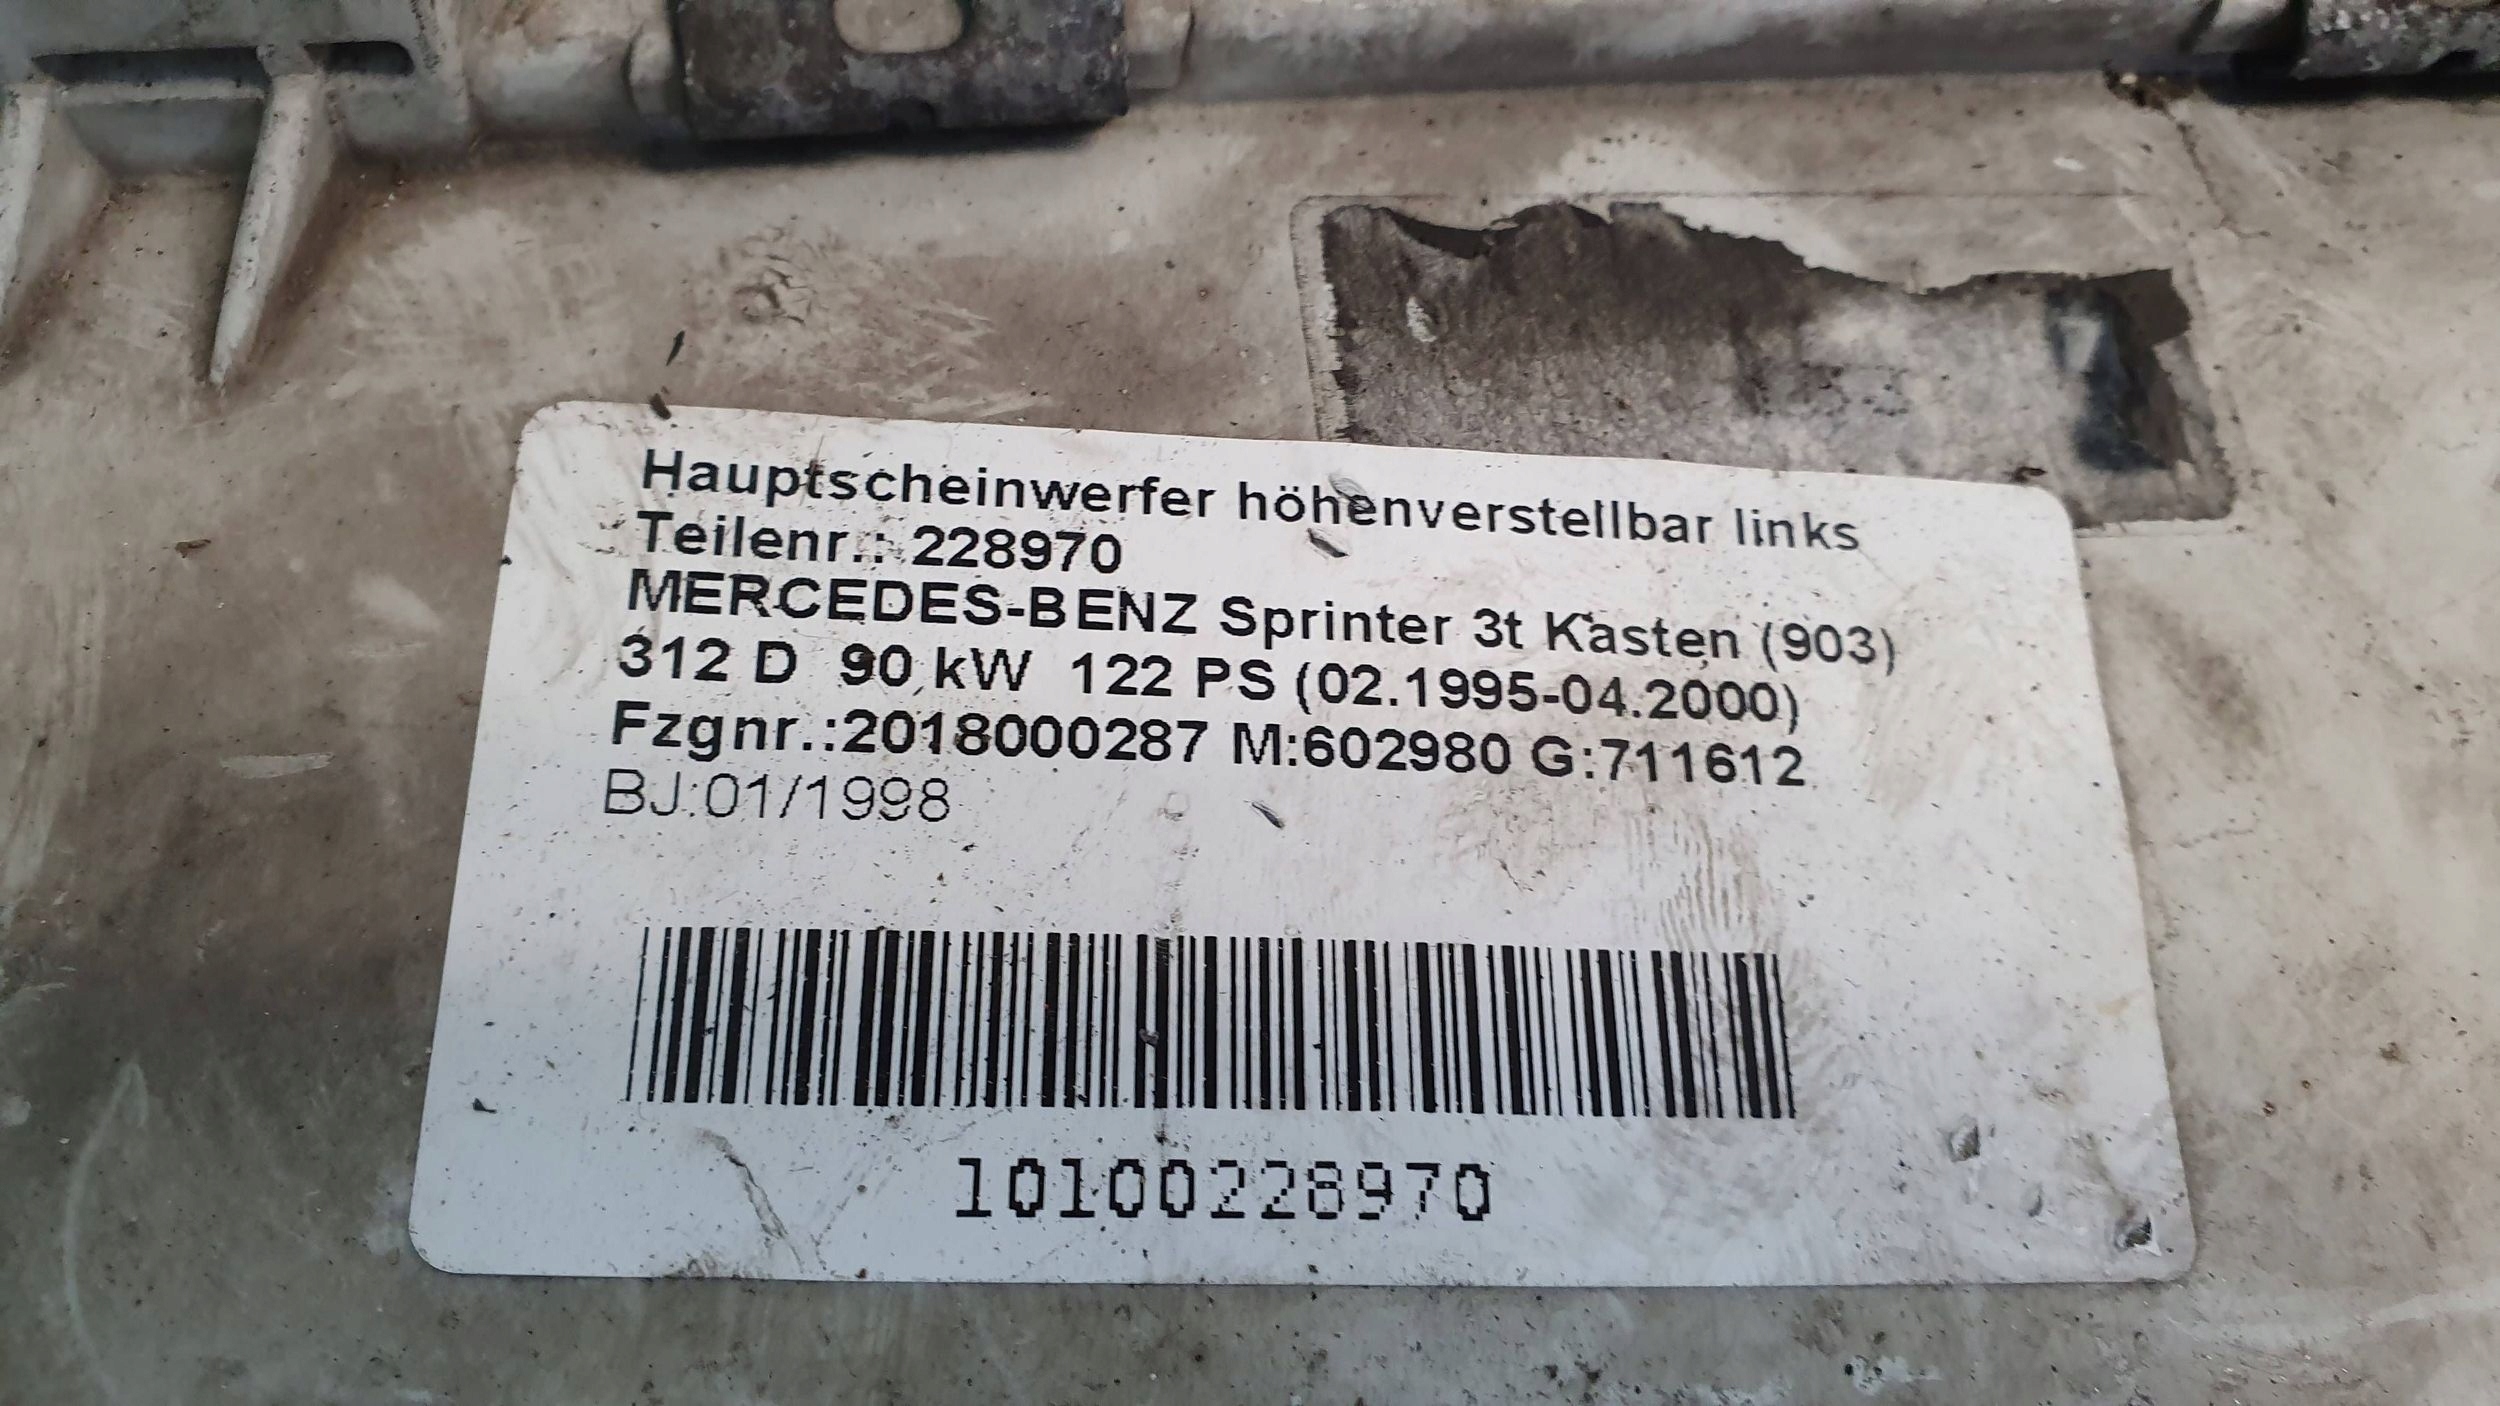 Hauptscheinwerfer höhenverstellbar links
Teilenr.: 228970
MERCEDES-BENZ Sprinter 3t Kasten (903)
312 D 90 kW 122 PS (02.1995-04.2000)
Fzgnr.:2018000287 M:602980 G:711612
BJ:01/1998
10100228970